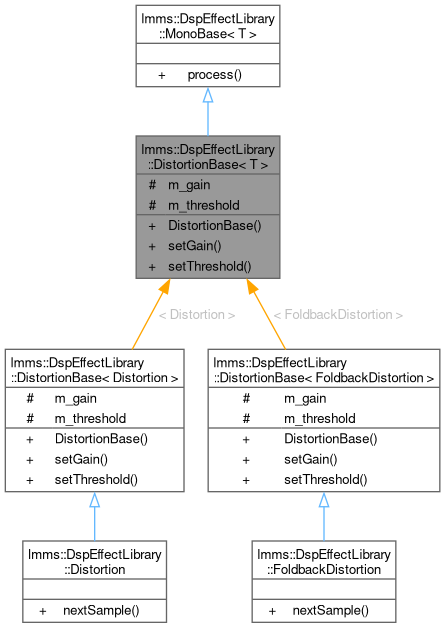 lmms::DspEffectLibrary
::MonoBase< T >
+ process()
lmms::DspEffectLibrary
::DistortionBase< T >
# m_gain
# m_threshold
+ DistortionBase()
+ setGain()
+ setThreshold()
< Distortion >
< FoldbackDistortion >
lmms::DspEffectLibrary
::DistortionBase< Distortion >
# m_gain
# m_threshold
+ DistortionBase()
+ setGain()
+ setThreshold()
lmms::DspEffectLibrary
::DistortionBase< FoldbackDistortion >
# m_gain
# m_threshold
+ DistortionBase()
+ setGain()
+ setThreshold()
lmms::DspEffectLibrary
::Distortion
+ nextSample()
lmms::DspEffectLibrary
::FoldbackDistortion
+ nextSample()